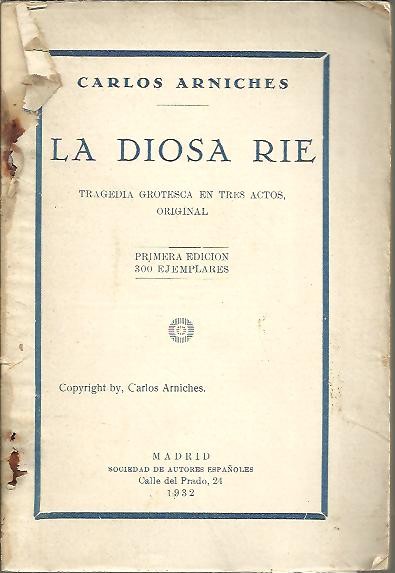 CARLOS ARNICHES
LA DIOSA RIE
TRAGEDIA GROTESCA EN TRES ACTOS,
ORIGINAL
PRIMERA EDICION
300 EJEMPLARES
Copyright by, Carlos Arniches.
MADRID
SOCIEDAD DE AUTORES ESPAÑOLES
Calle del Prado, 24
1932